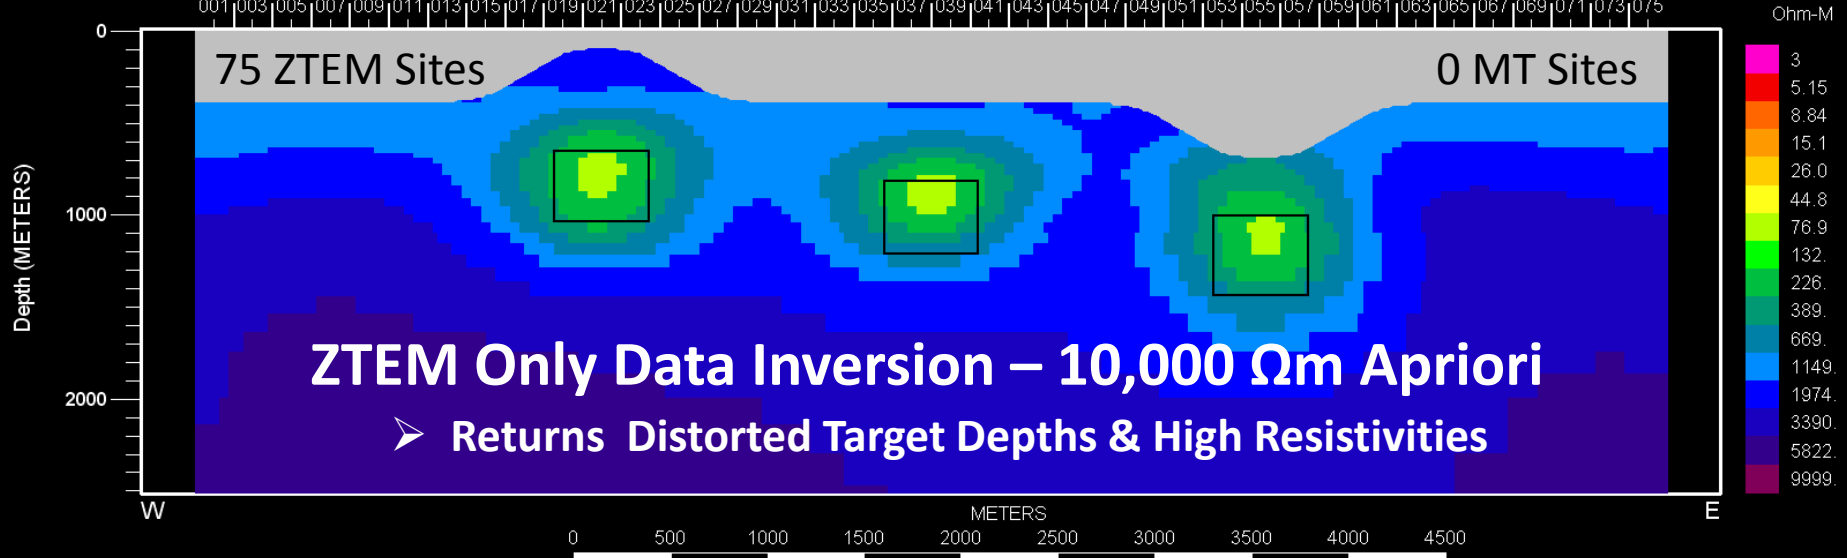 001 003 005 007 009 011 013 015 017 019 021 023 025 027 029 031 033 035 037 039 041 043 045 047 049 051 053 055 057 059 061 063 065 067 069 071 073 075
Ohm-M
0
75 ZTEM Sites
0 MT Sites
3
5.15
8.84
15.1
26.0
44.8
76.9
132.
226.
389.
669.
1149.
1974.
3390.
5822.
9999.
Depth (METERS)
1000
2000
ZTEM Only Data Inversion – 10,000 Ωm Apriori
➢ Returns Distorted Target Depths & High Resistivities
W
METERS
E
0 500 1000 1500 2000 2500 3000 3500 4000 4500